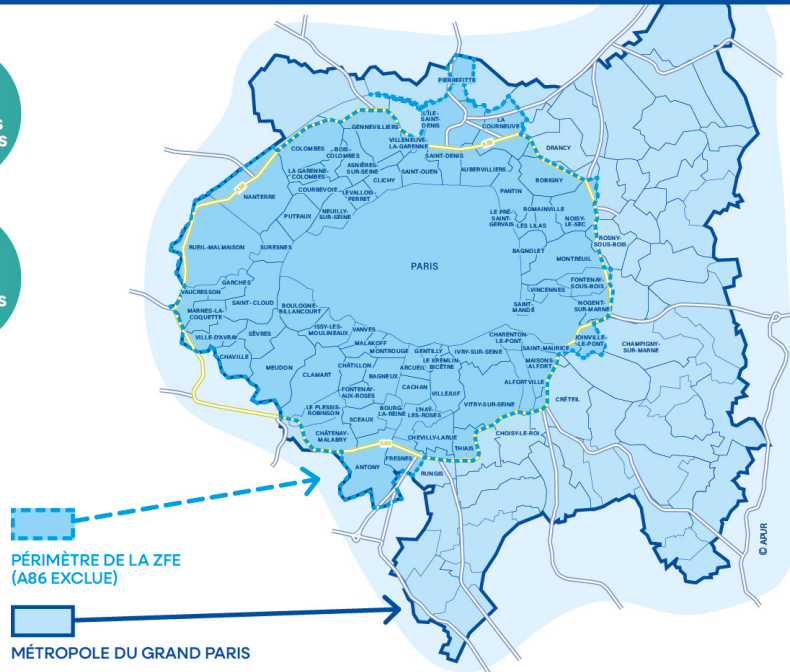 S
S
S
PIERREFITTE
L'ÎLE-
SAINT-
DENIS
LA
COURNEUVE
GENNEVILLIERS
VILLENEUVE-
LA-GARENNE
DRANCY
COLOMBES
BOIS-
COLOMBES
A86
SAINT-DENIS
ASNIÈRES-
SUR-SEINE
LA GARENNE-
COLOMBES
CLICHY
SAINT-OUEN
AUBERVILLIERS
BOBIGNY
COURBEVOIE
LEVALLOIS-
PERRET
PANTIN
NANTERRE
ROMAINVILLE
NEUILLY-
SUR-SEINE
PUTEAUX
LE PRÉ-
SAINT-
GERVAIS
LES LILAS
NOISY-
LE-SEC
ROSNY-
SOUS-BOIS
RUEIL-MALMAISON
SURESNES
BAGNOLET
MONTREUIL
PARIS
GARCHES
VAUCRESSON
FONTENAY-
SOUS-BOIS
VINCENNES
SAINT- CLOUD
BOULOGNE-
BILLANCOURT
MARNES-LA-
COQUETTE
SAINT-
MANDÉ
NOGENT-
SUR-MARNE
VILLE-D'AVRAY
SÈVRES
ISSY-LES-
MOULINEAUX
VANVES
MALAKOFF
MONTROUGE
GENTILLY
LE KREMLIN-
BICÊTRE
IVRY-SUR-SEINE
CHARENTON-
LE-PONT
SAINT-MAURICE
JOINVILLE-
LE-PONT
CHAMPIGNY-
SUR-MARNE
CHAVILLE
MEUDON
CLAMART
CHÂTILLON
BAGNEUX
ARCUEIL
MAISONS-
ALFORT
FONTENAY-
AUX-ROSES
CACHAN
VILLEJUIF
ALFORTVILLE
CRÉTEIL
LE PLESSIS-
ROBINSON
SCEAUX
BOURG-
LA-REINE
L'HAŸ-
LES-ROSES
VITRY-SUR-SEINE
CHÂTENAY-
MALABRY
A86
CHEVILLY-LARUE
THIAIS
CHOISY-LE-ROI
ANTONY
FRESNES
RUNGIS
© APUR
PÉRIMÈTRE DE LA ZFE
(A86 EXCLUE)
MÉTROPOLE DU GRAND PARIS